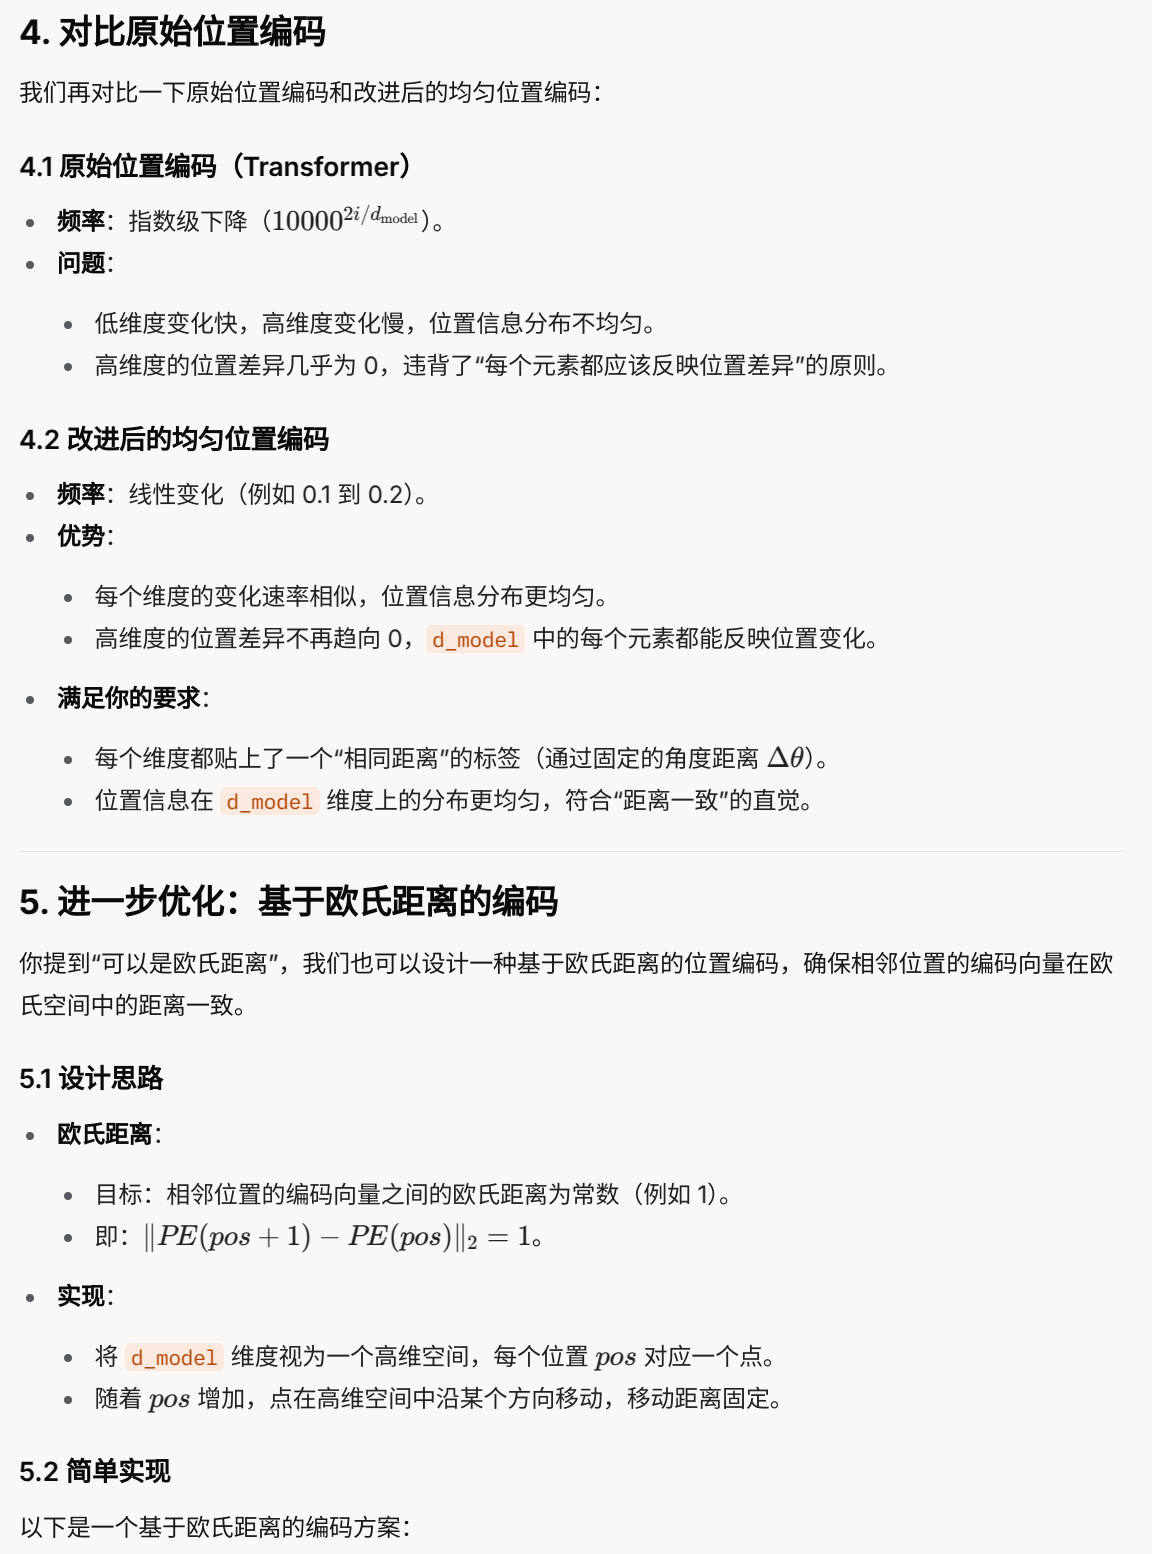 4. 对比原始位置编码
我们再对比一下原始位置编码和改进后的均匀位置编码：
4.1 原始位置编码（Transformer）
• 频率：指数级下降（10000^{2i/d_{model}}）。
• 问题：
• 低维度变化快，高维度变化慢，位置信息分布不均匀。
• 高维度的位置差异几乎为 0，违背了“每个元素都应该反映位置差异”的原则。
4.2 改进后的均匀位置编码
• 频率：线性变化（例如 0.1 到 0.2）。
• 优势：
• 每个维度的变化速率相似，位置信息分布更均匀。
• 高维度的位置差异不再趋向 0，d_model 中的每个元素都能反映位置变化。
• 满足你的要求：
• 每个维度都贴上了一个“相同距离”的标签（通过固定的角度距离 Δθ）。
• 位置信息在 d_model 维度上的分布更均匀，符合“距离一致”的直觉。
5. 进一步优化：基于欧氏距离的编码
你提到“可以是欧氏距离”，我们也可以设计一种基于欧氏距离的位置编码，确保相邻位置的编码向量在欧
氏空间中的距离一致。
5.1 设计思路
• 欧氏距离：
• 目标：相邻位置的编码向量之间的欧氏距离为常数（例如 1）。
• 即：‖PE(pos + 1) − PE(pos)‖₂ = 1。
• 实现：
• 将 d_model 维度视为一个高维空间，每个位置 pos 对应一个点。
• 随着 pos 增加，点在高维空间中沿某个方向移动，移动距离固定。
5.2 简单实现
以下是一个基于欧氏距离的编码方案：